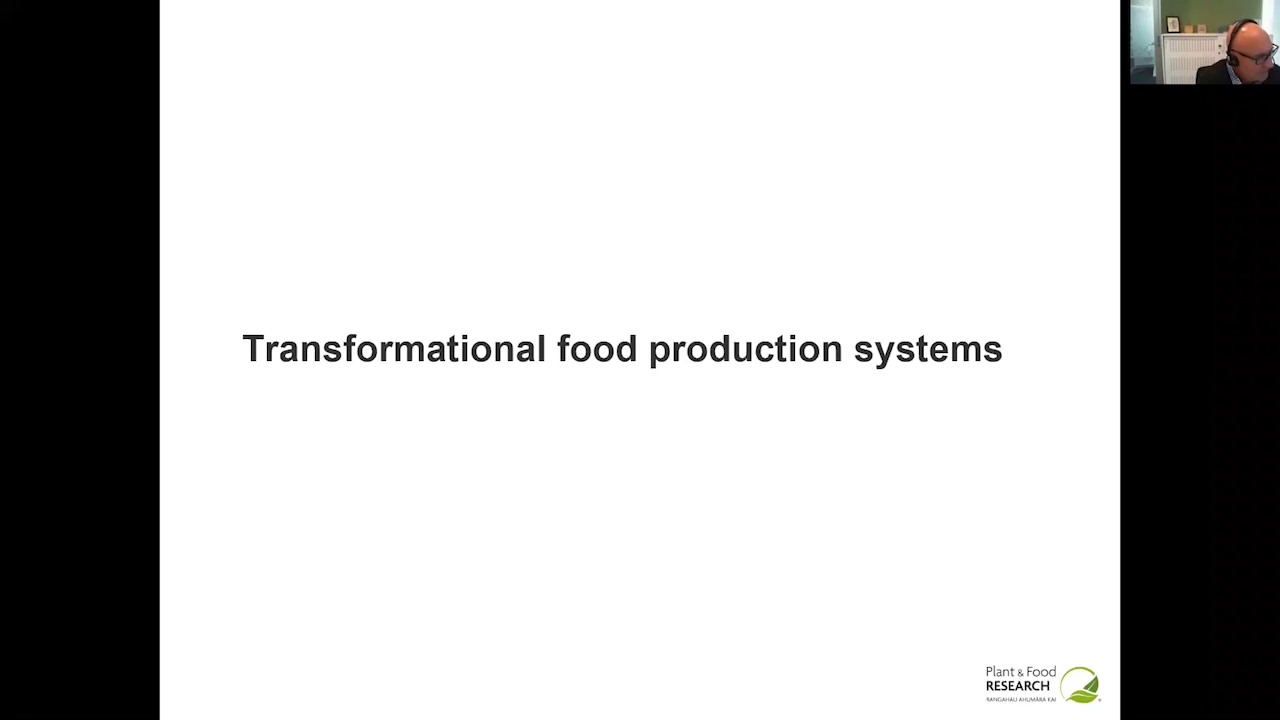 Transformational food production systems
Plant & Food
RESEARCH
RANGAHAU AHUMĀRA KAI